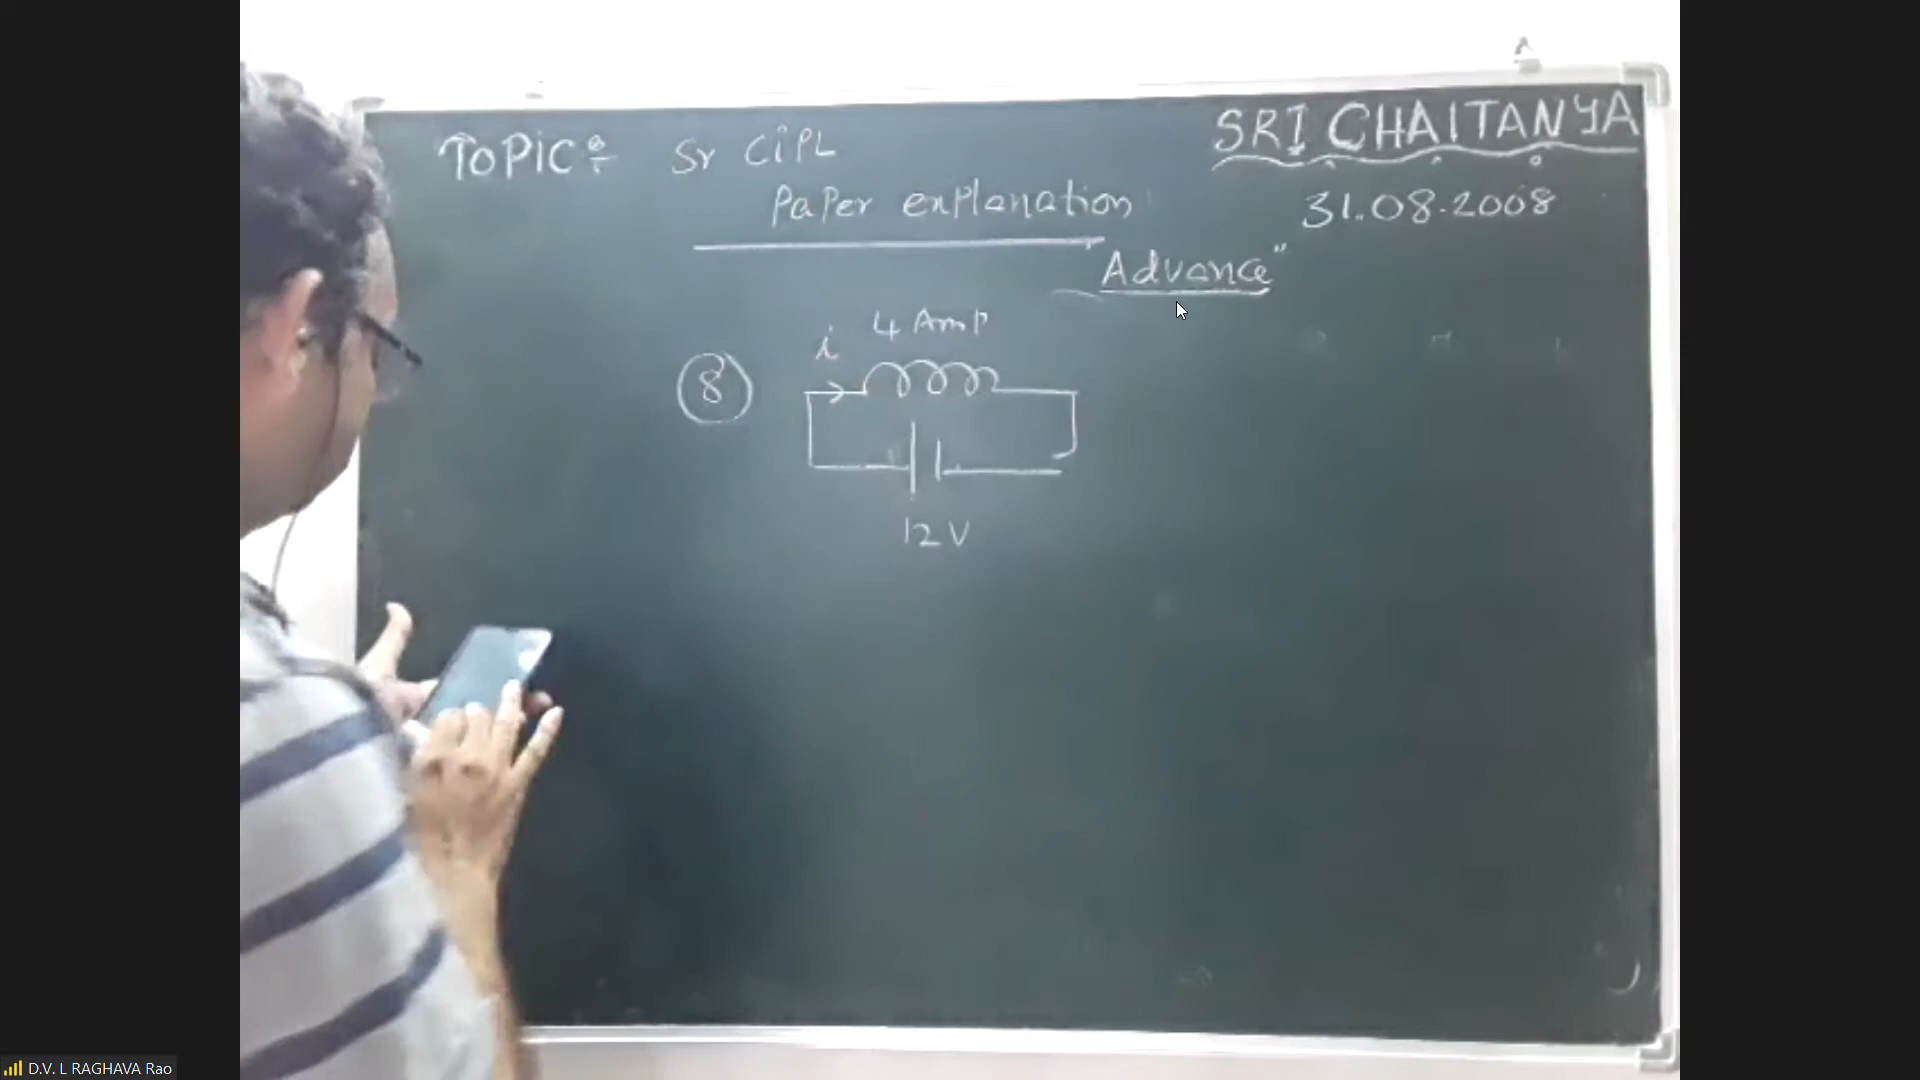 TOPIC :- Sr CIPL
SRI CHAITANYA
Paper explanation
31.08.2008
"Advance"
i 4 Amp
8
12 V
D.V. L RAGHAVA Rao